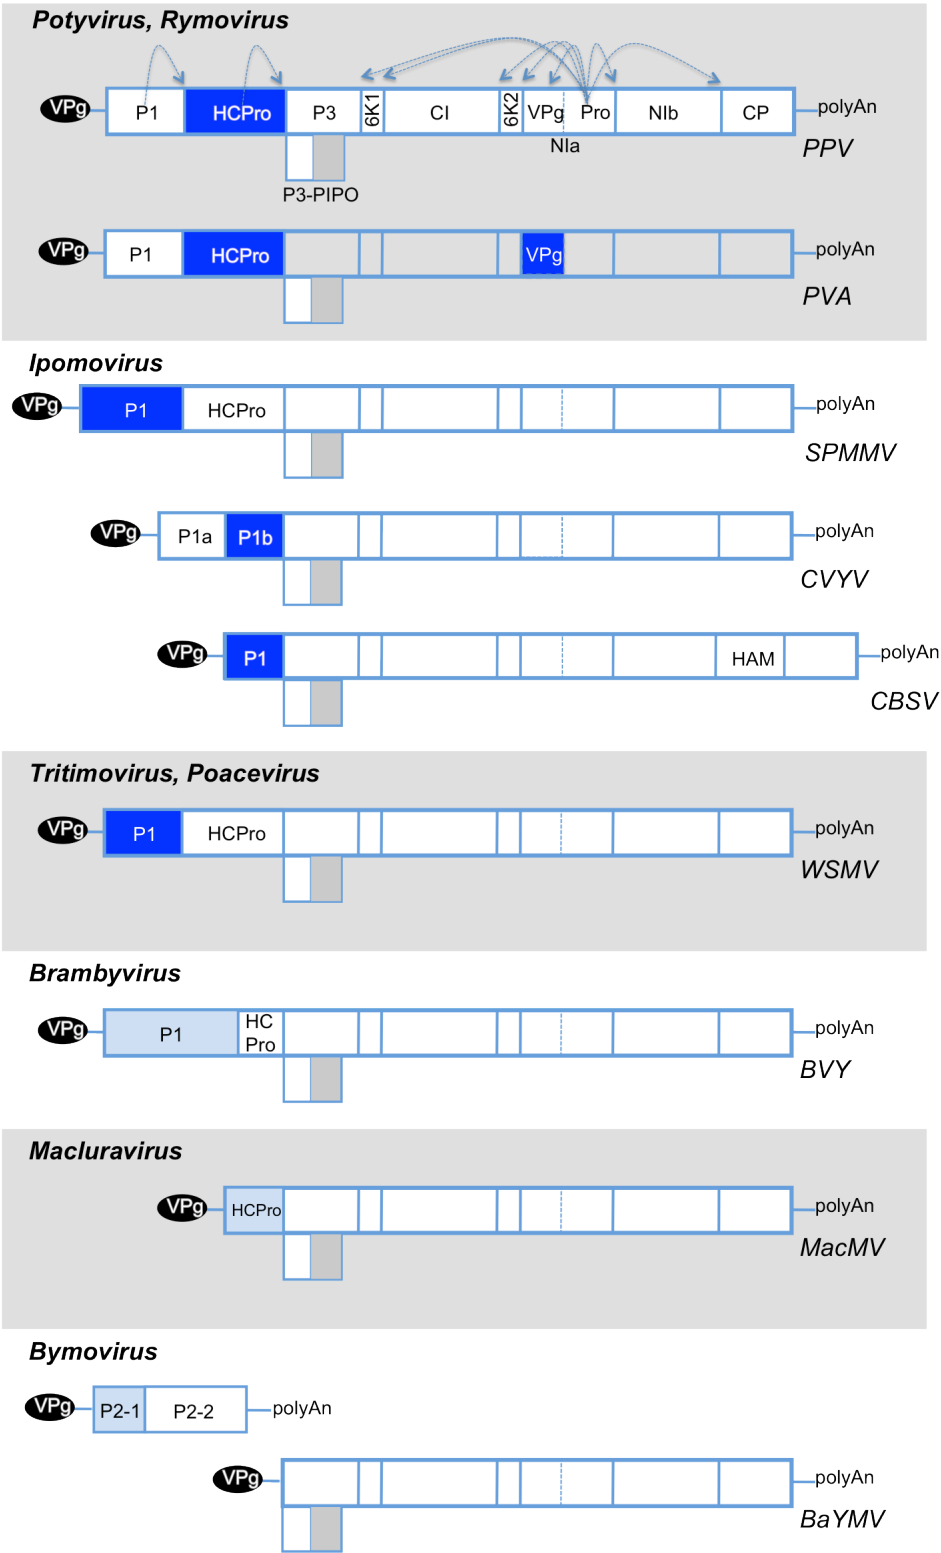 Potyvirus, Rymovirus
VPg P1 HCPro P3 6K1 CI 6K2 VPg Pro NIb CP polyAn
NIa
PPV
P3-PIPO
VPg P1 HCPro VPg polyAn
PVA
Ipomovirus
VPg P1 HCPro polyAn
SPMMV
VPg P1a P1b polyAn
CVYV
VPg P1 HAM polyAn
CBSV
Tritimovirus, Poacevirus
VPg P1 HCPro polyAn
WSMV
Brambyvirus
VPg P1 HC Pro polyAn
BVY
Macluravirus
VPg HCPro polyAn
MacMV
Bymovirus
VPg P2-1 P2-2 polyAn
VPg polyAn
BaYMV